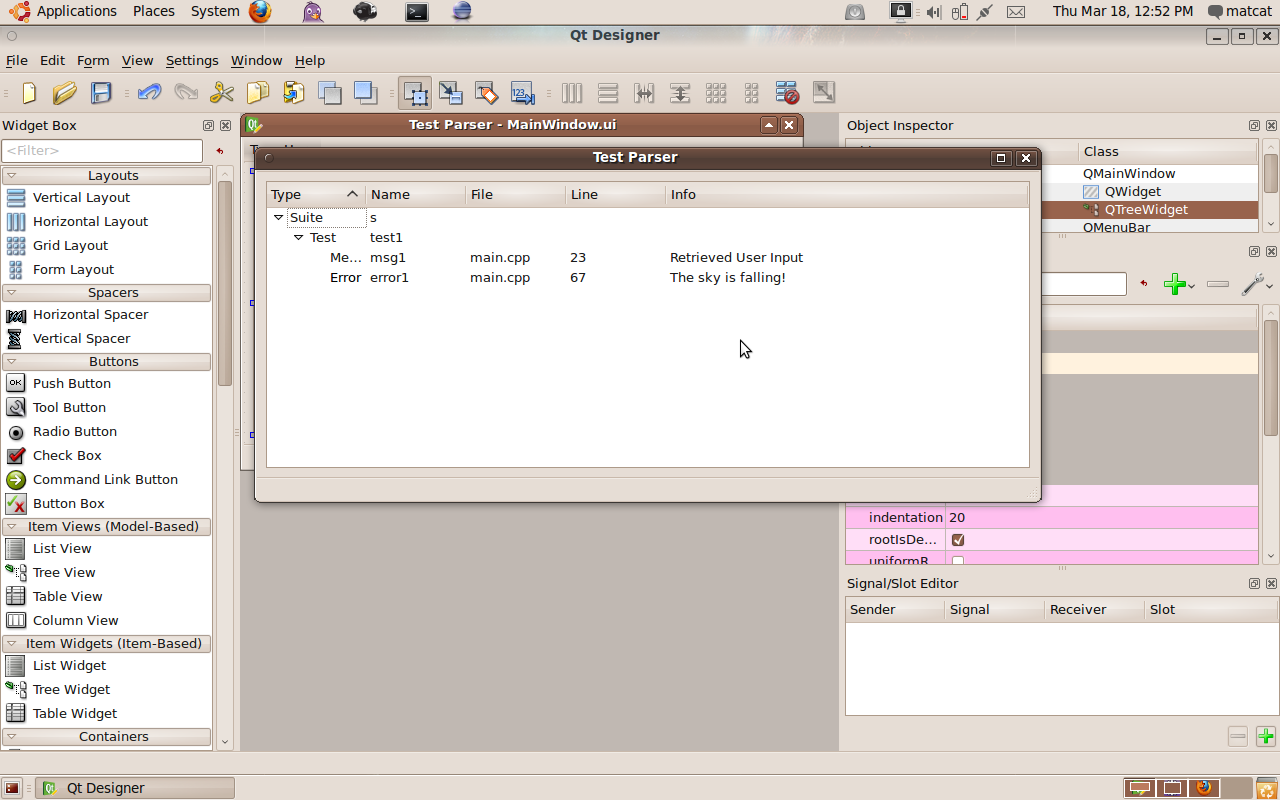 Applications Places System Thu Mar 18, 12:52 PM matcat
Qt Designer
File Edit Form View Settings Window Help
123
Widget Box
<Filter>
Layouts
Vertical Layout
Horizontal Layout
Grid Layout
Form Layout
Spacers
Horizontal Spacer
Vertical Spacer
Buttons
OK Push Button
Tool Button
Radio Button
Check Box
Command Link Button
Button Box
Item Views (Model-Based)
List View
Tree View
Table View
Column View
Item Widgets (Item-Based)
List Widget
Tree Widget
Table Widget
Containers
Qt Test Parser - MainWindow.ui
Test Parser
Type Name File Line Info
Suite s
Test test1
Me... msg1 main.cpp 23 Retrieved User Input
Error error1 main.cpp 67 The sky is falling!
Object Inspector
Class
QMainWindow
QWidget
QTreeWidget
QMenuBar
indentation 20
rootIsDe...
uniformR
Signal/Slot Editor
Sender Signal Receiver Slot
Qt Designer